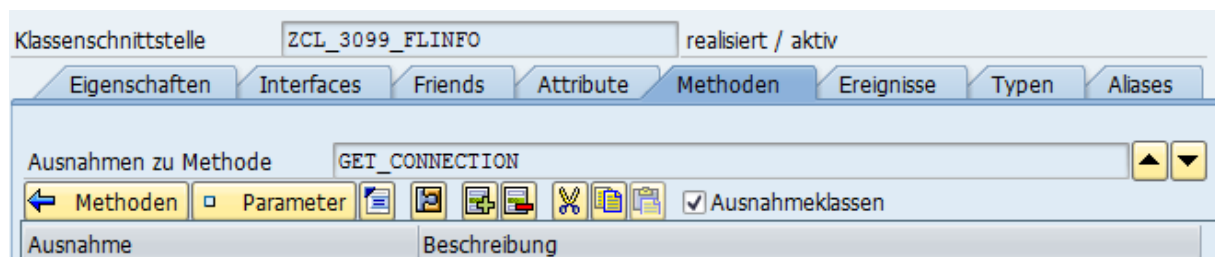 Klassenschnittstelle ZCL_3099_FLINFO realisiert / aktiv
Eigenschaften Interfaces Friends Attribute Methoden Ereignisse Typen Aliases
Ausnahmen zu Methode GET_CONNECTION
Methoden Parameter Ausnahmeklassen
Ausnahme Beschreibung